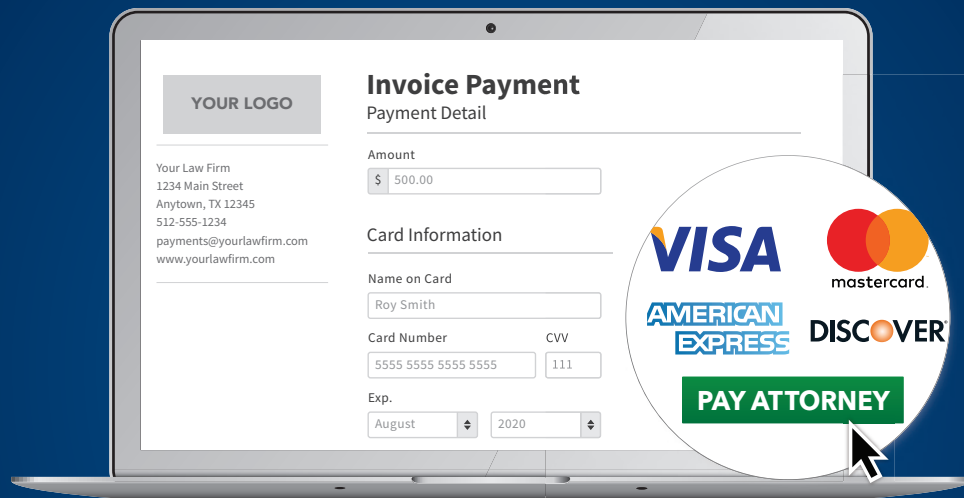 YOUR LOGO
Your Law Firm
1234 Main Street
Anytown, TX 12345
512-555-1234
payments@yourlawfirm.com
www.yourlawfirm.com
Invoice Payment
Payment Detail
Amount
$ 500.00
Card Information
Name on Card
Roy Smith
Card Number CVV
5555 5555 5555 5555 111
Exp.
August 2020
VISA
mastercard.
AMERICAN
EXPRESS
DISCOVER
PAY ATTORNEY